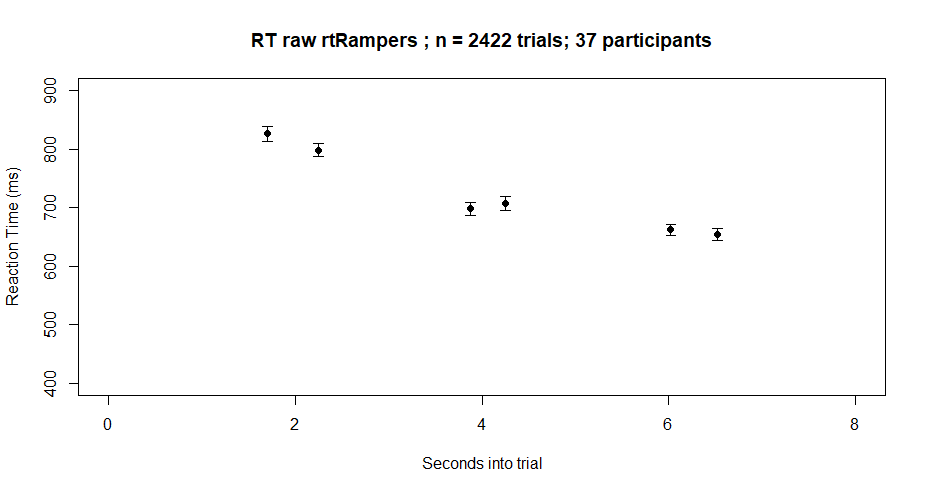 RT raw rtRampers ; n = 2422 trials; 37 participants
Reaction Time (ms)
900
800
700
600
500
400
0 2 4 6 8
Seconds into trial